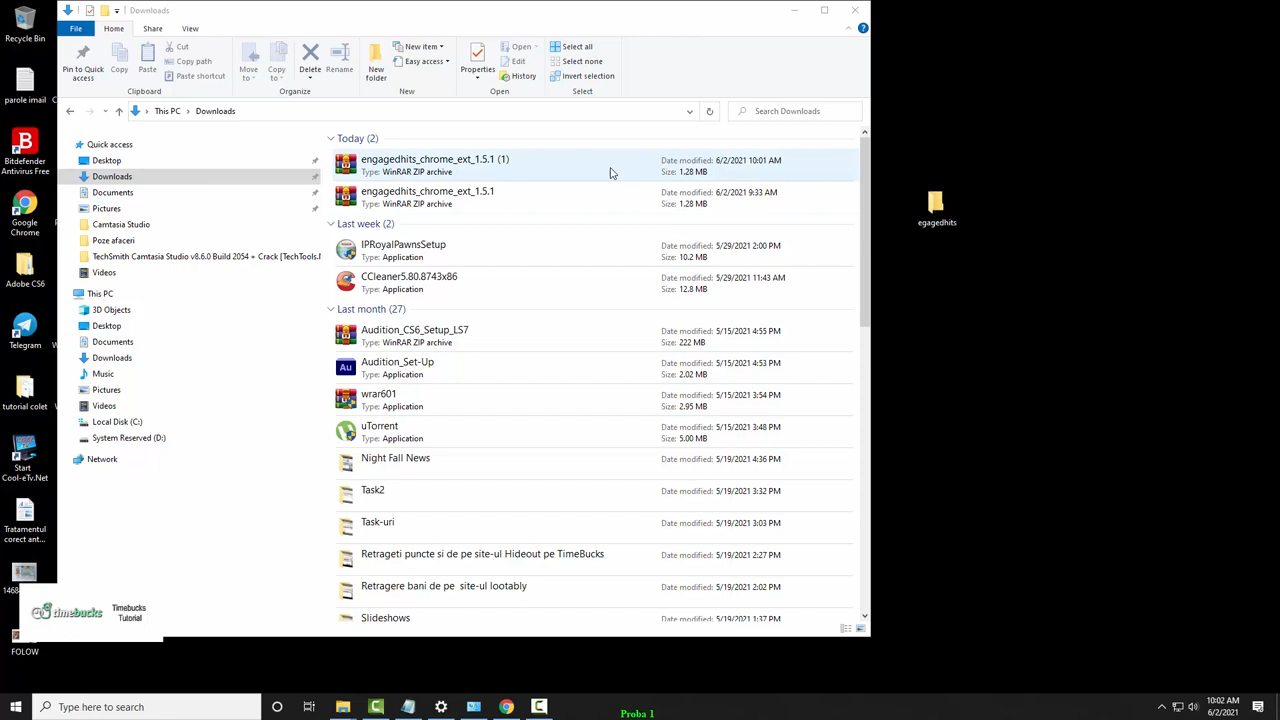 Downloads
File
Home
Share
View
Pin to Quick access
Copy
Paste
Cut
Copy path
Paste shortcut
Clipboard
Move to
Copy to
Delete
Rename
Organize
New folder
New item
Easy access
New
Properties
Open
Edit
History
Open
Select all
Select none
Invert selection
Select
This PC > Downloads
Search Downloads
Recycle Bin
parole imail
Bitdefender Antivirus Free
Google Chrome
Adobe CS6
Telegram
tutorial colet
Start Cool-eTv.Net
Tratamentul corect ant...
1468
FOLOW
Quick access
Desktop
Downloads
Documents
Pictures
Camtasia Studio
Poze afaceri
TechSmith Camtasia Studio v8.6.0 Build 2054 + Crack [TechTools.
Videos
This PC
3D Objects
Desktop
Documents
Downloads
Music
Pictures
Videos
Local Disk (C:)
System Reserved (D:)
Network
Today (2)
engagedhits_chrome_ext_1.5.1 (1) Date modified: 6/2/2021 10:01 AM
Type: WinRAR ZIP archive Size: 1.28 MB
engagedhits_chrome_ext_1.5.1 Date modified: 6/2/2021 9:33 AM
Type: WinRAR ZIP archive Size: 1.28 MB
Last week (2)
IPRoyalPawnsSetup Date modified: 5/29/2021 2:00 PM
Type: Application Size: 10.2 MB
CCleaner5.80.8743x86 Date modified: 5/29/2021 11:43 AM
Type: Application Size: 12.8 MB
Last month (27)
Audition_CS6_Setup_LS7 Date modified: 5/15/2021 4:55 PM
Type: WinRAR ZIP archive Size: 222 MB
Audition_Set-Up Date modified: 5/15/2021 4:53 PM
Type: Application Size: 2.02 MB
wrar601 Date modified: 5/15/2021 3:54 PM
Type: Application Size: 2.95 MB
uTorrent Date modified: 5/15/2021 3:48 PM
Type: Application Size: 5.00 MB
Night Fall News Date modified: 5/19/2021 4:36 PM
Task2 Date modified: 5/19/2021 3:32 PM
Task-uri Date modified: 5/19/2021 3:03 PM
Retrageti puncte si de pe site-ul Hideout pe TimeBucks Date modified: 5/19/2021 2:27 PM
Retragere bani de pe site-ul lootably Date modified: 5/19/2021 2:02 PM
Slideshows Date modified: 5/19/2021 1:37 PM
egagedhits
Au
timebucks
Timebucks Tutorial
Type here to search
Proba 1
10:02 AM
6/2/2021